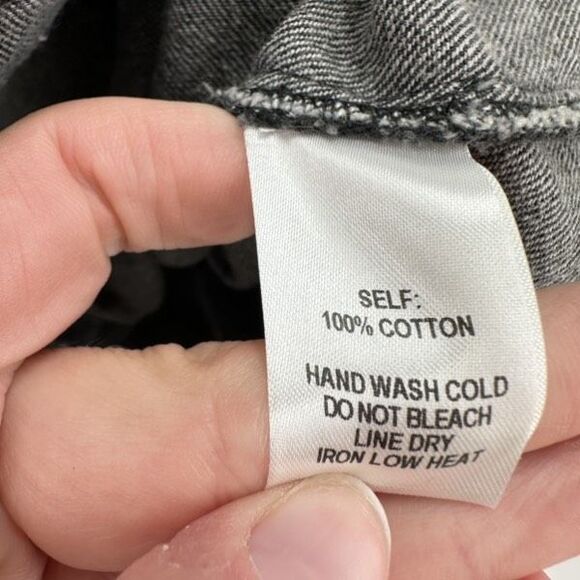 SELF:
100% COTTON
HAND WASH COLD
DO NOT BLEACH
LINE DRY
IRON LOW HEAT